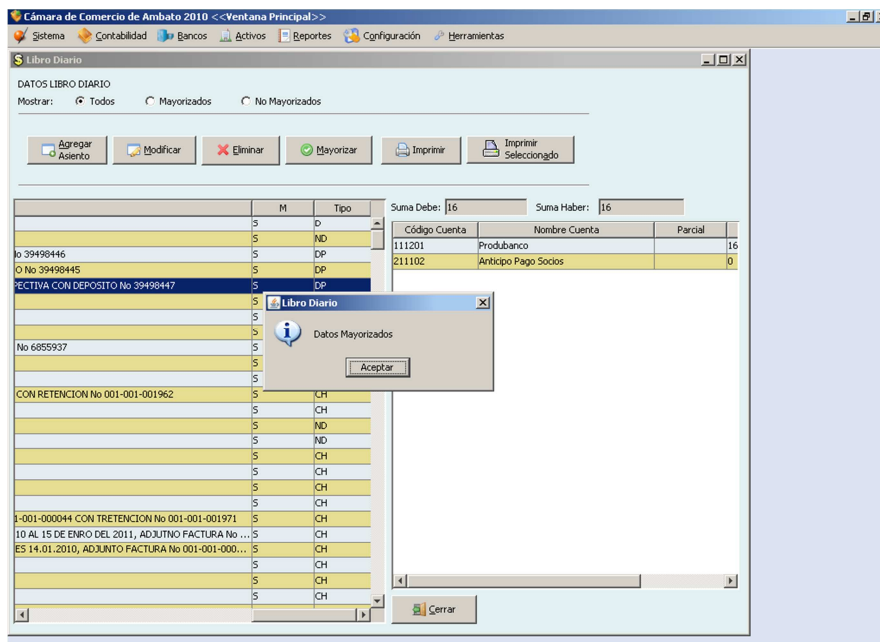 Cámara de Comercio de Ambato 2010 <<Ventana Principal>>
Sistema Contabilidad Bancos Activos Reportes Configuración Herramientas
Libro Diario
DATOS LIBRO DIARIO
Mostrar: Todos Mayorizados No Mayorizados
Agregar Asiento Modificar Eliminar Mayorizar Imprimir Imprimir Seleccionado
M Tipo
S D
S ND
lo 39498446 S DP
O No 39498445 S DP
PECTIVA CON DEPOSITO No 39498447 S DP
S
S
S
No 6855937 S
S
S
CON RETENCION No 001-001-001962 S CH
S CH
S ND
S ND
S CH
S CH
S CH
S CH
1-001-000044 CON TRETENCION No 001-001-001971 S CH
10 AL 15 DE ENRO DEL 2011, ADJUTNO FACTURA No ... S CH
ES 14.01.2010, ADJUNTO FACTURA No 001-001-000... S CH
S CH
S CH
S CH
Suma Debe: 16 Suma Haber: 16
Código Cuenta Nombre Cuenta Parcial
111201 Produbanco 16
211102 Anticipo Pago Socios 0
Libro Diario
Datos Mayorizados
Aceptar
Cerrar